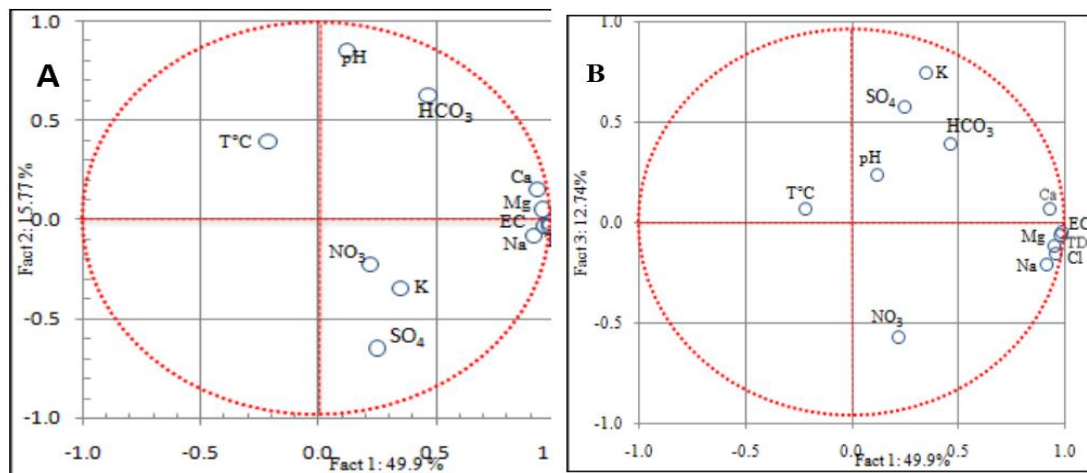 A
1.0
0.5
0.0
-0.5
-1.0
-1.0
-0.5
0.0
0.5
1
Fact 2: 15.77%
Fact 1: 49.9 %
pH
HCO₃
T°C
Ca
Mg
EC
Na
NO₃
K
SO₄
B
1.0
0.5
0.0
-0.5
-1.0
-1.0
-0.5
0.0
0.5
1.0
Fact 3: 12.74%
Fact 1: 49.9%
K
SO₄
HCO₃
pH
T°C
Ca
EC
Mg
TD
Cl
Na
NO₃